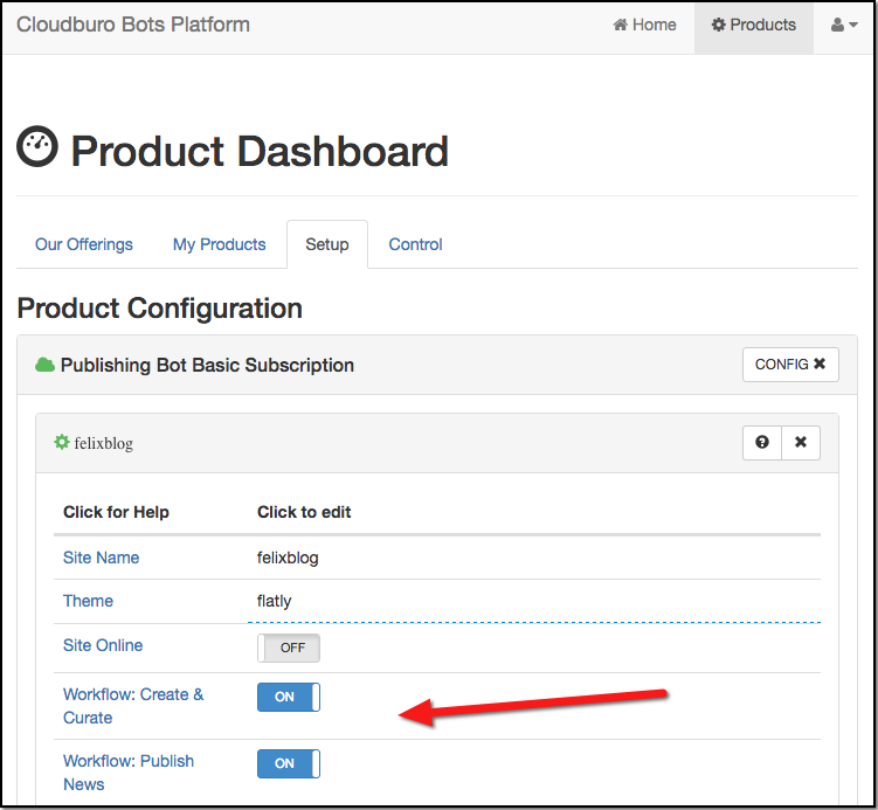 Cloudburo Bots Platform Home Products
Product Dashboard
Our Offerings My Products Setup Control
Product Configuration
Publishing Bot Basic Subscription CONFIG
felixblog
Click for Help Click to edit
Site Name felixblog
Theme flatly
Site Online OFF
Workflow: Create & ON
Curate
Workflow: Publish ON
News